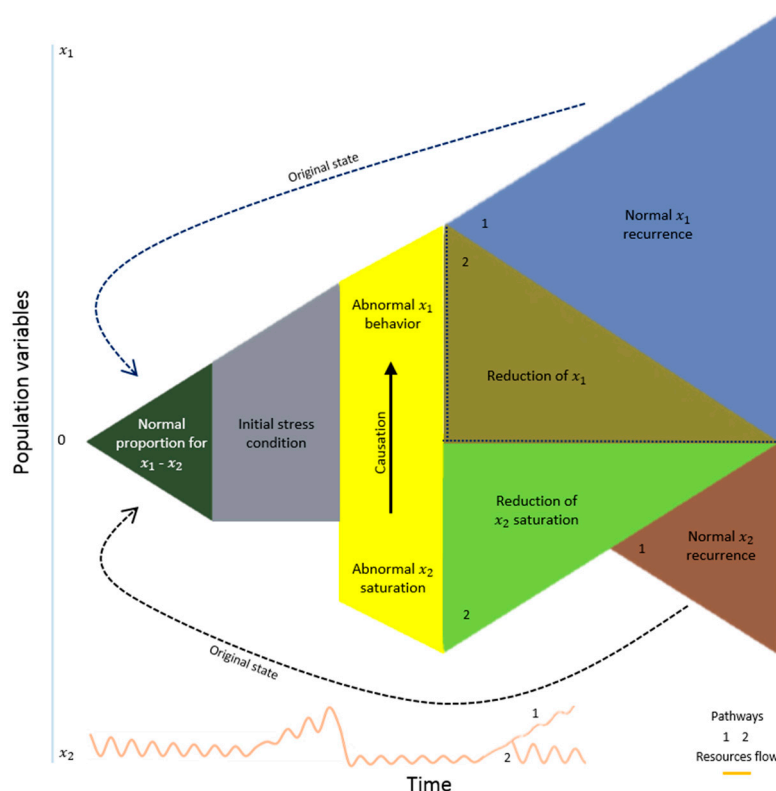 x₁
Original state
1
Normal x₁
recurrence
2
Abnormal x₁
behavior
Reduction of x₁
Population variables
0
Normal
proportion for
x₁ - x₂
Initial stress
condition
Causation
Reduction of
x₂ saturation
1
Normal x₂
recurrence
Abnormal x₂
saturation
2
Original state
1
2
Pathways
1 2
Resources flow
x₂
Time